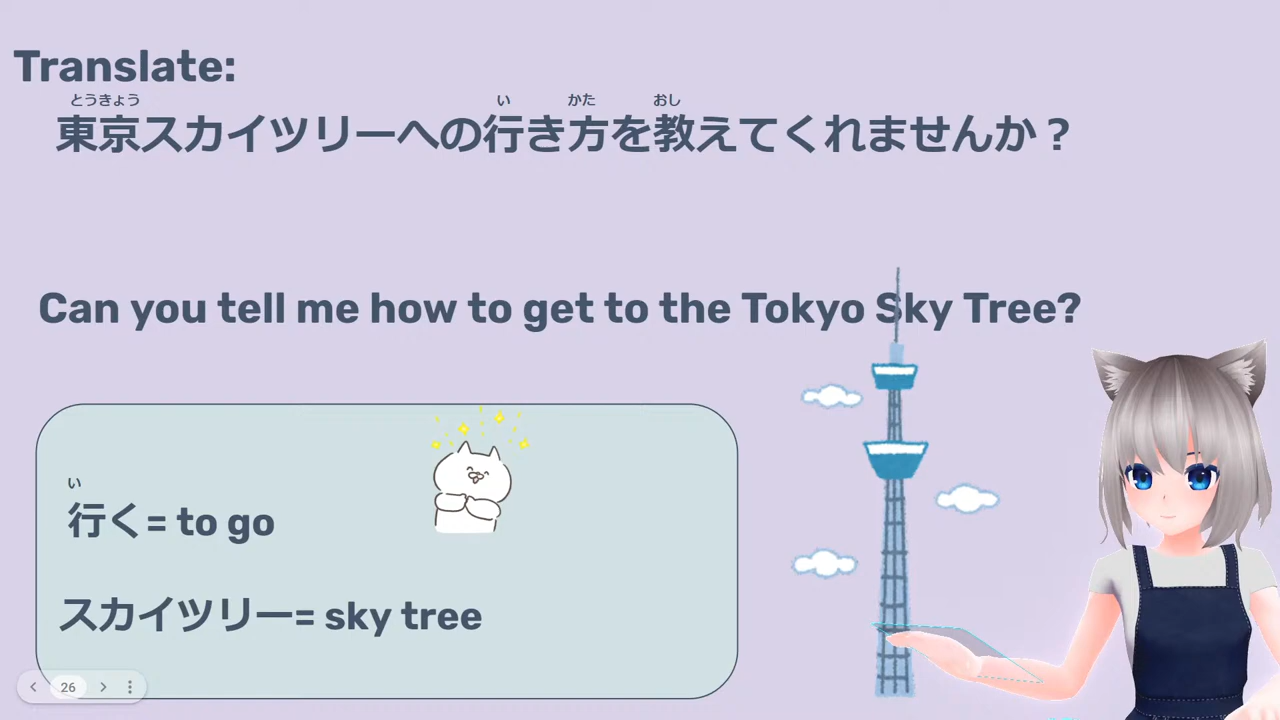 Translate:
とうきょう い かた おし
東京スカイツリーへの行き方を教えてくれませんか？
Can you tell me how to get to the Tokyo Sky Tree?
い
行く= to go
スカイツリー= sky tree
26